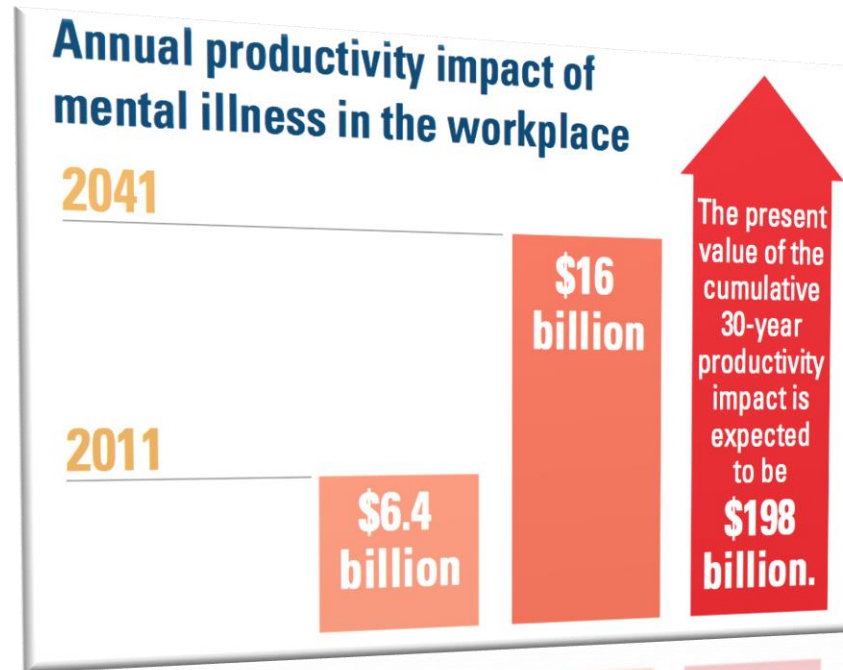 Annual productivity impact of
mental illness in the workplace
2041
$16
billion
2011
$6.4
billion
The present
value of the
cumulative
30-year
productivity
impact is
expected
to be
$198
billion.